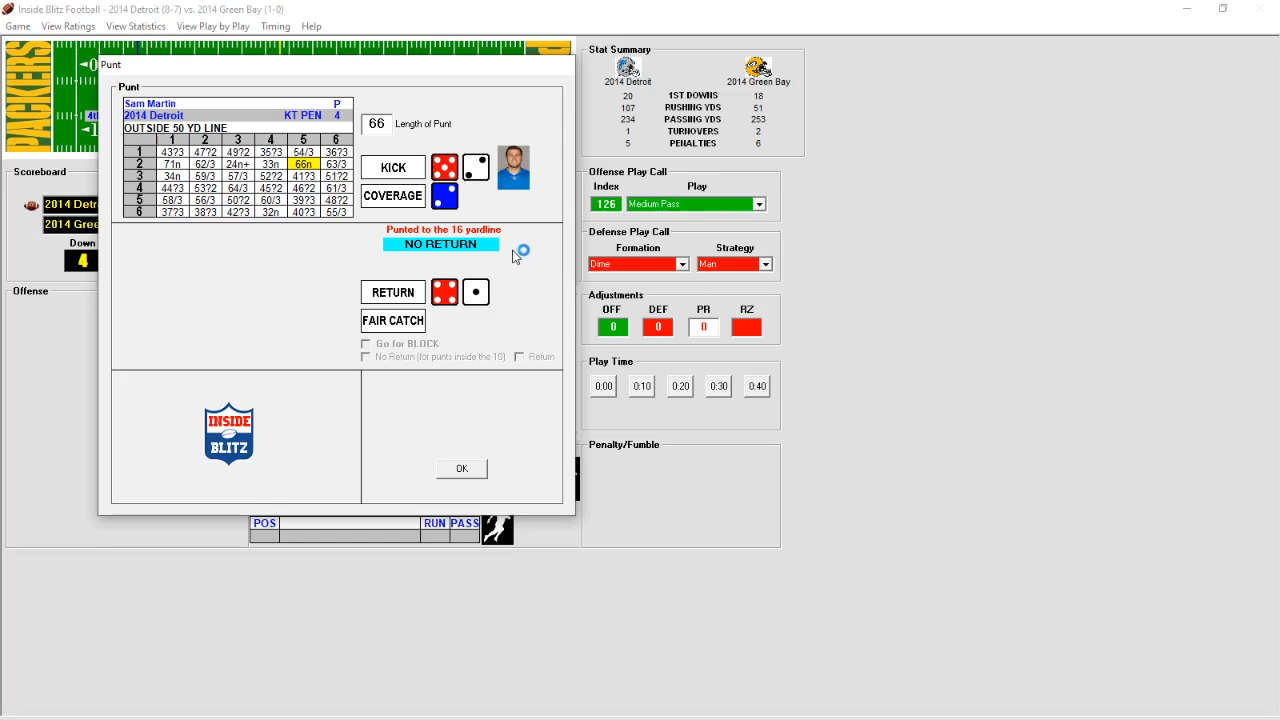 Inside Blitz Football - 2014 Detroit (8-7) vs. 2014 Green Bay (1-0)
Game View Ratings View Statistics View Play by Play Timing Help
PACKERS
Punt
Punt
Sam Martin P
2014 Detroit KT PEN 4
OUTSIDE 50 YD LINE
1 2 3 4 5 6
1 43?3 47?2 49?2 35?3 54/3 36?3
2 71n 62/3 24n+ 33n 66n 63/3
3 34n 59/3 57/3 52?2 41?3 51?2
4 44?3 53?2 64/3 45?2 46?2 61/3
5 58/3 56/3 50?2 60/3 39?3 48?2
6 37?3 38?3 42?3 32n 40?3 55/3
66 Length of Punt
KICK
COVERAGE
Punted to the 16 yardline
NO RETURN
RETURN
FAIR CATCH
Go for BLOCK
No Return (for punts inside the 10) Return
INSIDE
BLITZ
OK
Scoreboard
2014 Detr
2014 Gree
Down
4
Offense
POS RUN PASS
Stat Summary
2014 Detroit 2014 Green Bay
20 1ST DOWNS 18
107 RUSHING YDS 51
234 PASSING YDS 253
1 TURNOVERS 2
5 PENALTIES 6
Offense Play Call
Index Play
126 Medium Pass
Defense Play Call
Formation Strategy
Dime Man
Adjustments
OFF DEF PR RZ
0 0 0
Play Time
0:00 0:10 0:20 0:30 0:40
Penalty/Fumble